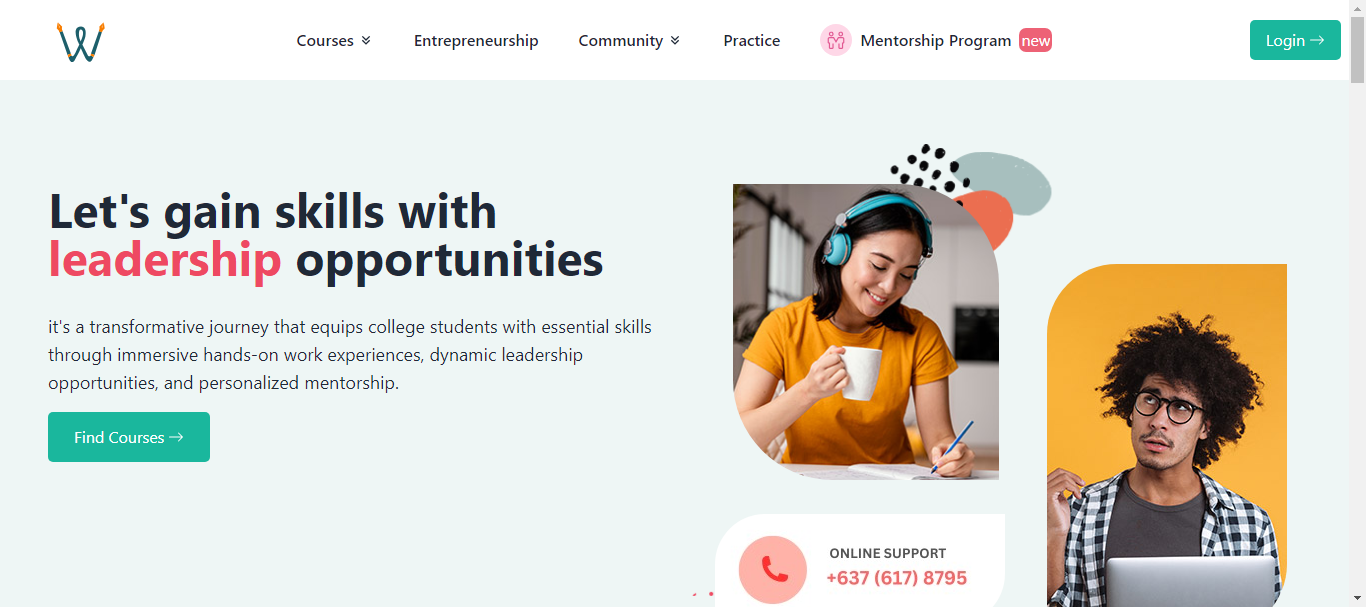 Courses
Entrepreneurship
Community
Practice
Mentorship Program new
Login
Let's gain skills with
leadership opportunities
it's a transformative journey that equips college students with essential skills
through immersive hands-on work experiences, dynamic leadership
opportunities, and personalized mentorship.
Find Courses
ONLINE SUPPORT
+637 (617) 8795